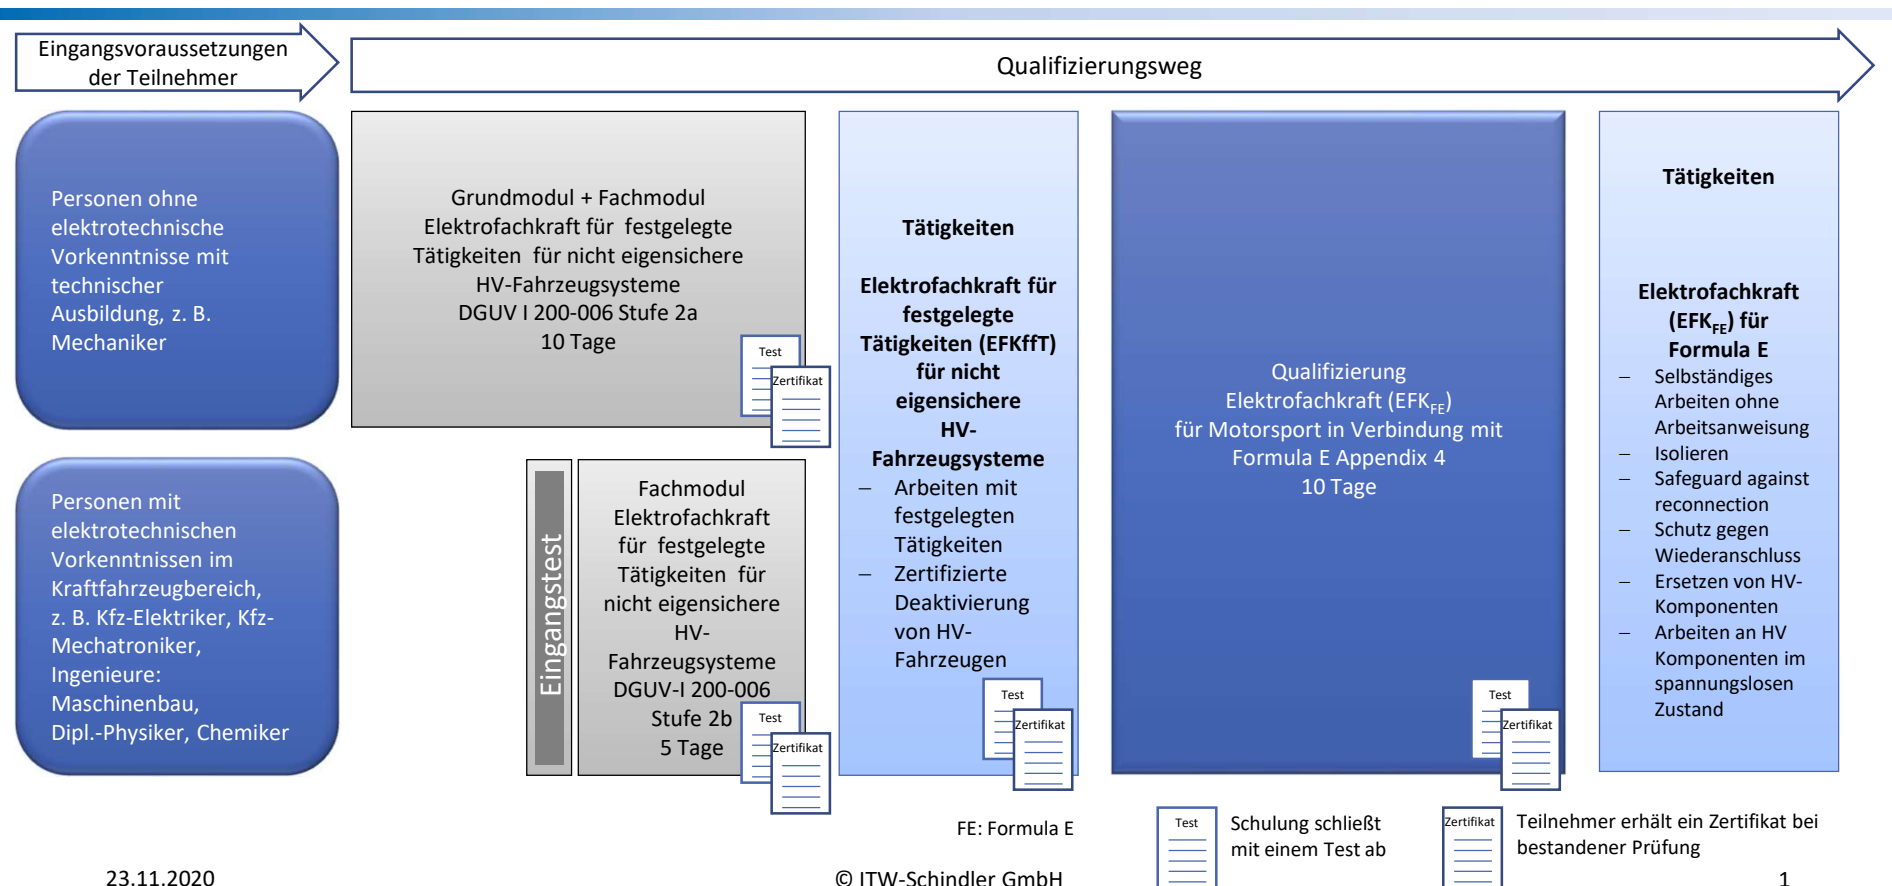 Eingangsvoraussetzungen
der Teilnehmer
Qualifizierungsweg
Personen ohne
elektrotechnische
Vorkenntnisse mit
technischer
Ausbildung, z. B.
Mechaniker
Grundmodul + Fachmodul
Elektrofachkraft für festgelegte
Tätigkeiten für nicht eigensichere
HV-Fahrzeugsysteme
DGUV I 200-006 Stufe 2a
10 Tage
Test
Zertifikat
Personen mit
elektrotechnischen
Vorkenntnissen im
Kraftfahrzeugbereich,
z. B. Kfz-Elektriker, Kfz-
Mechatroniker,
Ingenieure:
Maschinenbau,
Dipl.-Physiker, Chemiker
Eingangstest
Fachmodul
Elektrofachkraft
für festgelegte
Tätigkeiten für
nicht eigensichere
HV-
Fahrzeugsysteme
DGUV-I 200-006
Stufe 2b
5 Tage
Test
Zertifikat
Tätigkeiten
Elektrofachkraft für
festgelegte
Tätigkeiten (EFKffT)
für nicht
eigensichere
HV-
Fahrzeugsysteme
– Arbeiten mit
festgelegten
Tätigkeiten
– Zertifizierte
Deaktivierung
von HV-
Fahrzeugen
Test
Zertifikat
Qualifizierung
Elektrofachkraft (EFKFE)
für Motorsport in Verbindung mit
Formula E Appendix 4
10 Tage
Test
Zertifikat
Tätigkeiten
Elektrofachkraft
(EFKFE) für
Formula E
– Selbständiges
Arbeiten ohne
Arbeitsanweisung
– Isolieren
– Safeguard against
reconnection
– Schutz gegen
Wiederanschluss
– Ersetzen von HV-
Komponenten
– Arbeiten an HV
Komponenten im
spannungslosen
Zustand
FE: Formula E
Test
Schulung schließt
mit einem Test ab
Zertifikat
Teilnehmer erhält ein Zertifikat bei
bestandener Prüfung
23.11.2020
© ITW-Schindler GmbH
1